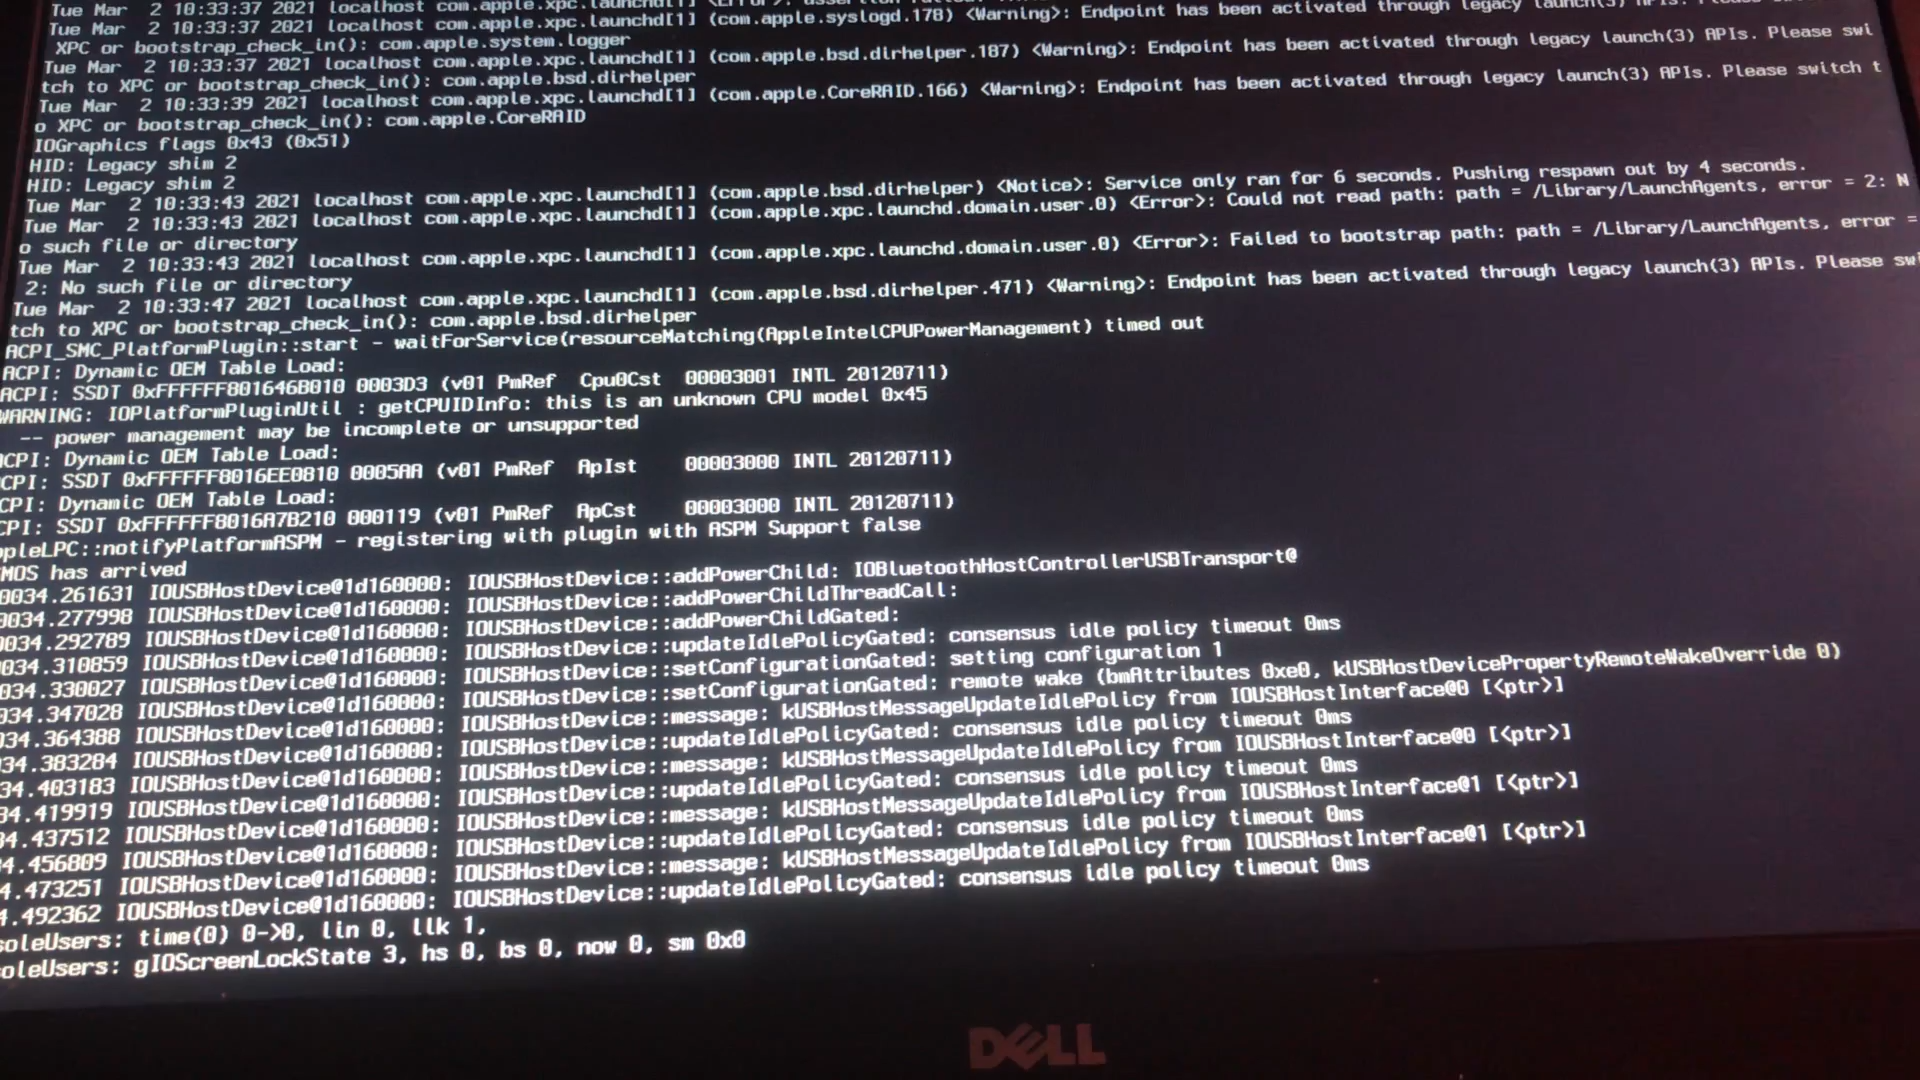 Tue Mar  2 10:33:37 2021 localhost com.apple.xpc.launchd[1]
Tue Mar  2 10:33:37 2021 localhost com.apple.xpc.launchd[1] (com.apple.syslogd.178) <Warning>: Endpoint has been activated through legacy launch(3) APIs. Please
XPC or bootstrap_check_in(): com.apple.system.logger
Tue Mar  2 10:33:37 2021 localhost com.apple.xpc.launchd[1] (com.apple.bsd.dirhelper.187) <Warning>: Endpoint has been activated through legacy launch(3) APIs. Please swi
tch to XPC or bootstrap_check_in(): com.apple.bsd.dirhelper
Tue Mar  2 10:33:39 2021 localhost com.apple.xpc.launchd[1] (com.apple.CoreRAID.166) <Warning>: Endpoint has been activated through legacy launch(3) APIs. Please switch t
o XPC or bootstrap_check_in(): com.apple.CoreRAID
IOGraphics flags 0x43 (0x51)
HID: Legacy shim 2
HID: Legacy shim 2
Tue Mar  2 10:33:43 2021 localhost com.apple.xpc.launchd[1] (com.apple.bsd.dirhelper) <Notice>: Service only ran for 6 seconds. Pushing respawn out by 4 seconds.
Tue Mar  2 10:33:43 2021 localhost com.apple.xpc.launchd[1] (com.apple.xpc.launchd.domain.user.0) <Error>: Could not read path: path = /Library/LaunchAgents, error = 2: N
o such file or directory
Tue Mar  2 10:33:43 2021 localhost com.apple.xpc.launchd[1] (com.apple.xpc.launchd.domain.user.0) <Error>: Failed to bootstrap path: path = /Library/LaunchAgents, error =
2: No such file or directory
Tue Mar  2 10:33:47 2021 localhost com.apple.xpc.launchd[1] (com.apple.bsd.dirhelper.471) <Warning>: Endpoint has been activated through legacy launch(3) APIs. Please swi
tch to XPC or bootstrap_check_in(): com.apple.bsd.dirhelper
ACPI_SMC_PlatformPlugin::start - waitForService(resourceMatching(AppleIntelCPUPowerManagement) timed out
ACPI: Dynamic OEM Table Load:
ACPI: SSDT 0xFFFFFF801646B010 0003D3 (v01 PmRef  Cpu0Cst  00003001 INTL 20120711)
WARNING: IOPlatformPluginUtil : getCPUIDInfo: this is an unknown CPU model 0x45
-- power management may be incomplete or unsupported
CPI: Dynamic OEM Table Load:
CPI: SSDT 0xFFFFFF8016EE0810 0005AA (v01 PmRef  ApIst    00003000 INTL 20120711)
CPI: Dynamic OEM Table Load:
CPI: SSDT 0xFFFFFF8016A7B210 000119 (v01 PmRef  ApCst    00003000 INTL 20120711)
ppleLPC::notifyPlatformASPM - registering with plugin with ASPM Support false
MOS has arrived
0034.261631 IOUSBHostDevice@1d160000: IOUSBHostDevice::addPowerChild: IOBluetoothHostControllerUSBTransport@
0034.277998 IOUSBHostDevice@1d160000: IOUSBHostDevice::addPowerChildThreadCall:
0034.292789 IOUSBHostDevice@1d160000: IOUSBHostDevice::addPowerChildGated:
034.310859 IOUSBHostDevice@1d160000: IOUSBHostDevice::updateIdlePolicyGated: consensus idle policy timeout 0ms
034.330027 IOUSBHostDevice@1d160000: IOUSBHostDevice::setConfigurationGated: setting configuration 1
034.347028 IOUSBHostDevice@1d160000: IOUSBHostDevice::setConfigurationGated: remote wake (bmAttributes 0xe0, kUSBHostDevicePropertyRemoteWakeOverride 0)
034.364388 IOUSBHostDevice@1d160000: IOUSBHostDevice::message: kUSBHostMessageUpdateIdlePolicy from IOUSBHostInterface@0 [<ptr>]
34.383284 IOUSBHostDevice@1d160000: IOUSBHostDevice::updateIdlePolicyGated: consensus idle policy timeout 0ms
34.403183 IOUSBHostDevice@1d160000: IOUSBHostDevice::message: kUSBHostMessageUpdateIdlePolicy from IOUSBHostInterface@0 [<ptr>]
34.419919 IOUSBHostDevice@1d160000: IOUSBHostDevice::updateIdlePolicyGated: consensus idle policy timeout 0ms
34.437512 IOUSBHostDevice@1d160000: IOUSBHostDevice::message: kUSBHostMessageUpdateIdlePolicy from IOUSBHostInterface@1 [<ptr>]
4.456809 IOUSBHostDevice@1d160000: IOUSBHostDevice::updateIdlePolicyGated: consensus idle policy timeout 0ms
4.473251 IOUSBHostDevice@1d160000: IOUSBHostDevice::message: kUSBHostMessageUpdateIdlePolicy from IOUSBHostInterface@1 [<ptr>]
4.492362 IOUSBHostDevice@1d160000: IOUSBHostDevice::updateIdlePolicyGated: consensus idle policy timeout 0ms
soleUsers: time(0) 0->0, lin 0, llk 1,
oleUsers: gIOScreenLockState 3, hs 0, bs 0, now 0, sm 0x0
DELL